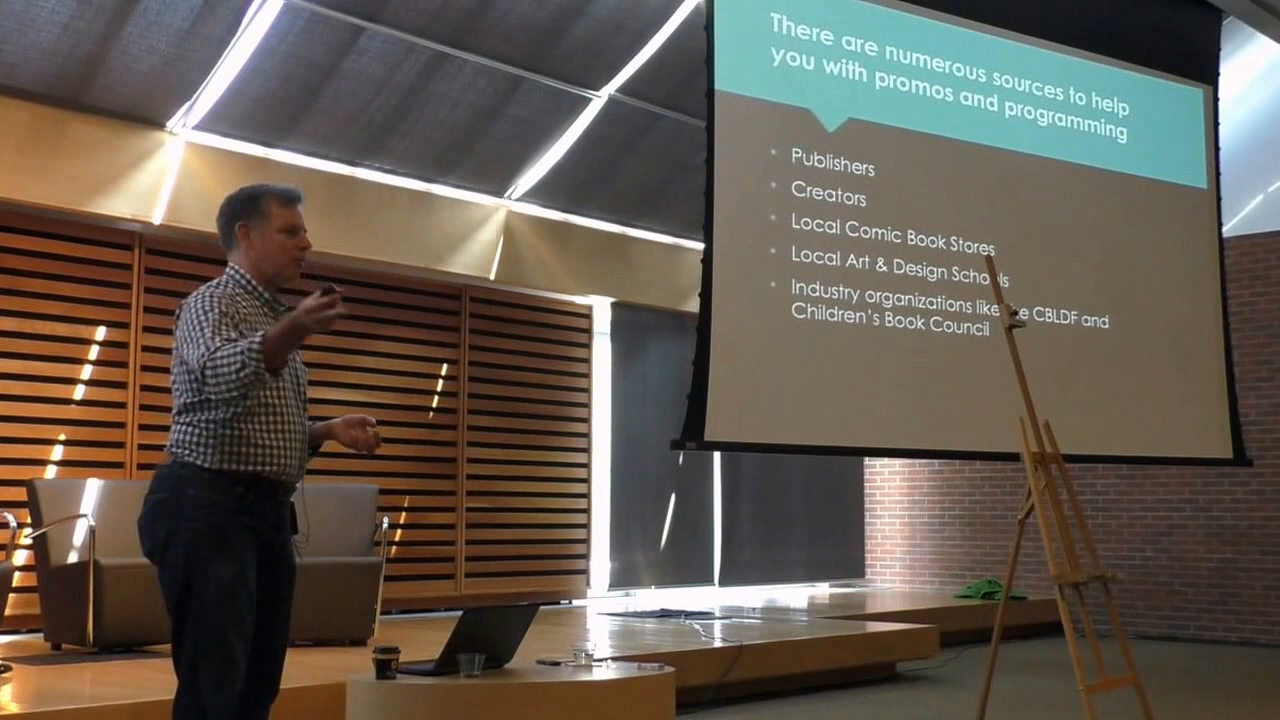 There are numerous sources to help
you with promos and programming
Publishers
Creators
Local Comic Book Stores
Local Art & Design Schools
Industry organizations like CBLDF and
Children's Book Council